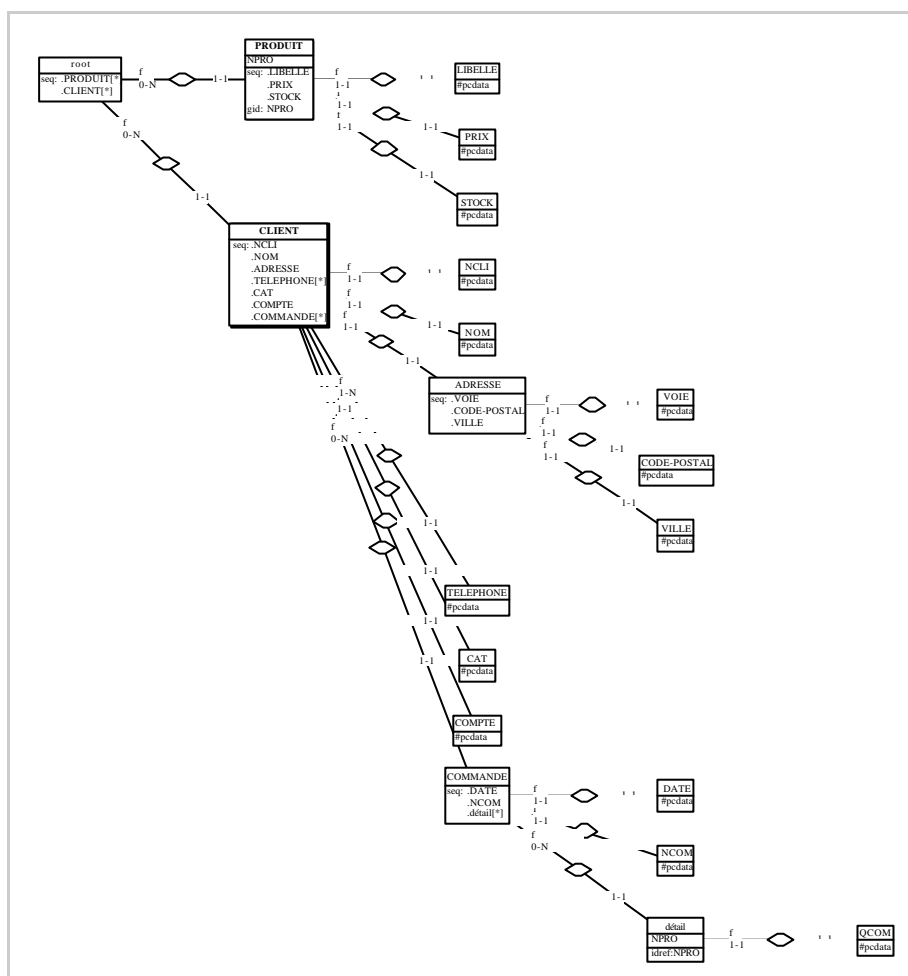 root
seq: .PRODUIT[*
.CLIENT[*]
f
0-N
1-1
PRODUIT
NPRO
seq: .LIBELLE
.PRIX
.STOCK
gid: NPRO
f
1-1
LIBELLE
#pcdata
1-1
f
1-1
1-1
PRIX
#pcdata
1-1
STOCK
#pcdata
f
0-N
1-1
CLIENT
seq: .NCLI
.NOM
.ADRESSE
.TELEPHONE[*]
.CAT
.COMPTE
.COMMANDE[*]
f
1-1
NCLI
#pcdata
f
1-1
f
1-1
1-1
NOM
#pcdata
1-1
ADRESSE
seq: .VOIE
.CODE-POSTAL
.VILLE
f
1-1
VOIE
#pcdata
f
1-1
f
1-1
1-1
CODE-POSTAL
#pcdata
1-1
VILLE
#pcdata
f
1-N
1-1
f
0-N
1-1
TELEPHONE
#pcdata
1-1
CAT
#pcdata
1-1
COMPTE
#pcdata
1-1
COMMANDE
seq: .DATE
.NCOM
.détail[*]
f
1-1
DATE
#pcdata
1-1
f
0-N
NCOM
#pcdata
1-1
détail
NPRO
idref:NPRO
f
1-1
QCOM
#pcdata